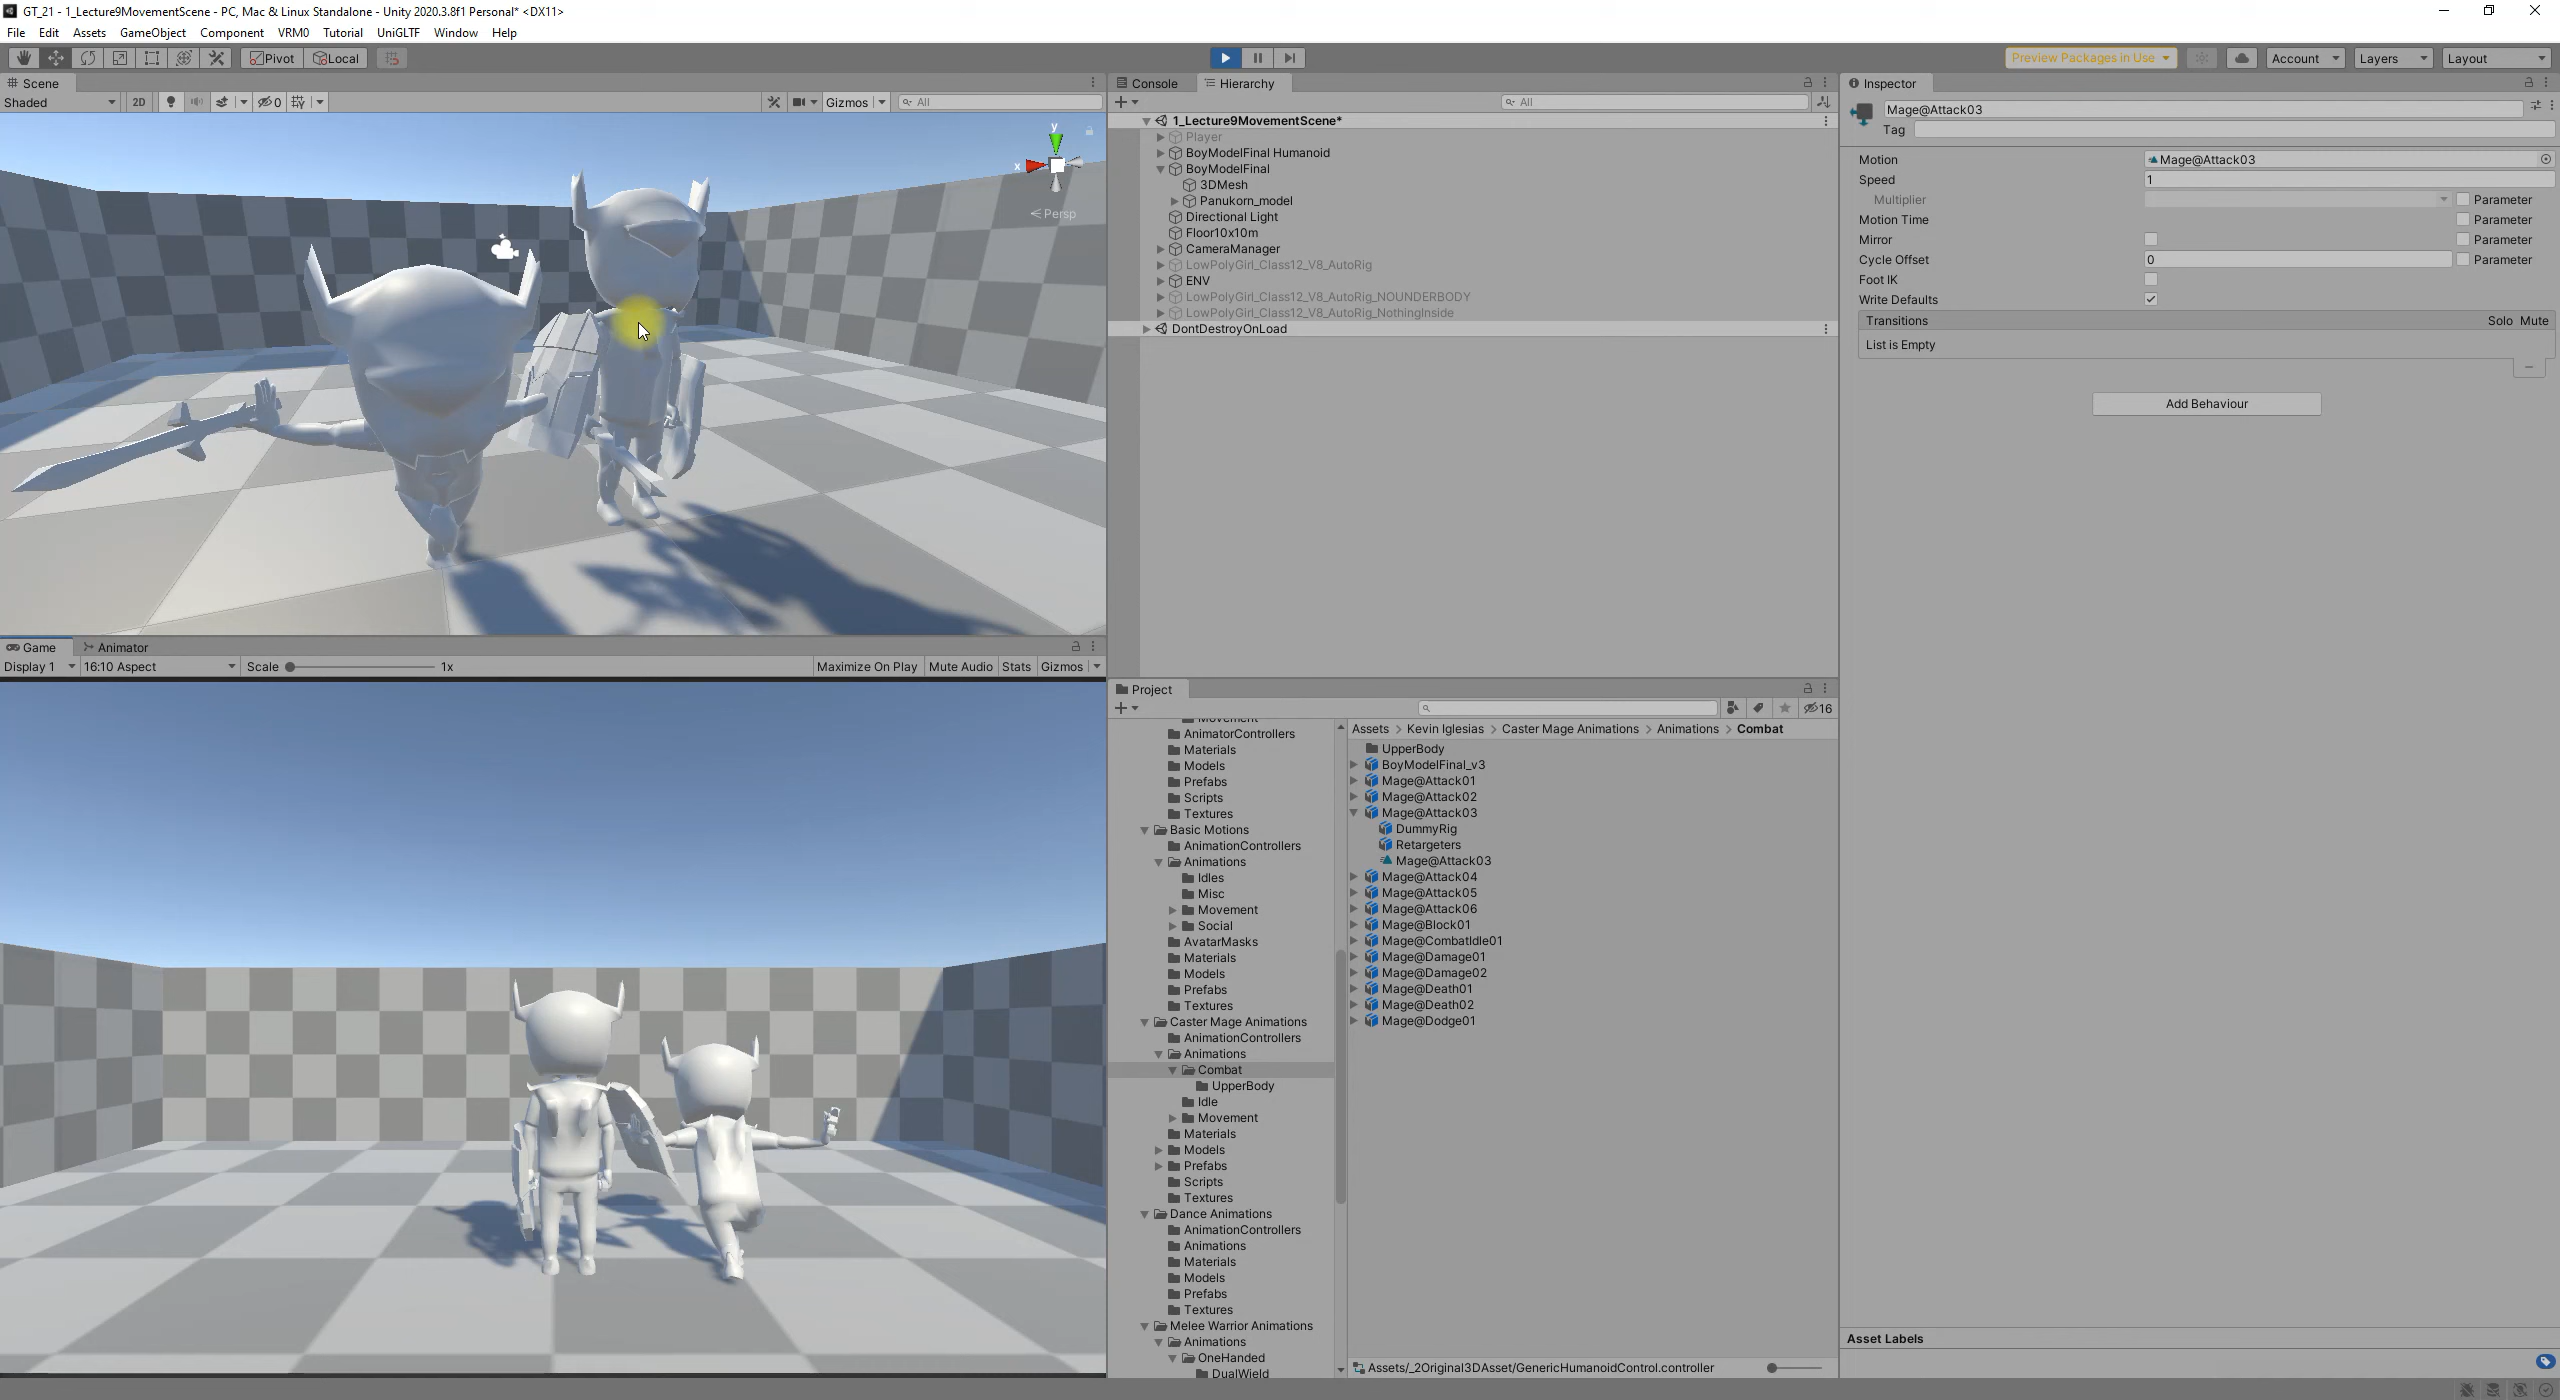 GT_21 - 1_Lecture9MovementScene - PC, Mac & Linux Standalone - Unity 2020.3.8f1 Personal* <DX11>
File Edit Assets GameObject Component VRM0 Tutorial UniGLTF Window Help
Pivot Local Preview Packages in Use Account Layers Layout
Scene
Shaded 2D 0 Gizmos All
y
x
Persp
Game Animator
Display 1 16:10 Aspect Scale 1x Maximize On Play Mute Audio Stats Gizmos
Console Hierarchy
All
1_Lecture9MovementScene*
Player
BoyModelFinal Humanoid
BoyModelFinal
3DMesh
Panukorn_model
Directional Light
Floor10x10m
CameraManager
LowPolyGirl_Class12_V8_AutoRig
ENV
LowPolyGirl_Class12_V8_AutoRig_NOUNDERBODY
LowPolyGirl_Class12_V8_AutoRig_NothingInside
DontDestroyOnLoad
Project
16
Movement
AnimatorControllers
Materials
Models
Prefabs
Scripts
Textures
Basic Motions
AnimationControllers
Animations
Idles
Misc
Movement
Social
AvatarMasks
Materials
Models
Prefabs
Textures
Caster Mage Animations
AnimationControllers
Animations
Combat
UpperBody
Idle
Movement
Materials
Models
Prefabs
Scripts
Textures
Dance Animations
AnimationControllers
Animations
Materials
Models
Prefabs
Textures
Melee Warrior Animations
Animations
OneHanded
DualWield
Assets > Kevin Iglesias > Caster Mage Animations > Animations > Combat
UpperBody
BoyModelFinal_v3
Mage@Attack01
Mage@Attack02
Mage@Attack03
DummyRig
Retargeters
Mage@Attack03
Mage@Attack04
Mage@Attack05
Mage@Attack06
Mage@Block01
Mage@CombatIdle01
Mage@Damage01
Mage@Damage02
Mage@Death01
Mage@Death02
Mage@Dodge01
Assets/_2Original3DAsset/GenericHumanoidControl.controller
Inspector
Mage@Attack03
Tag
Motion Mage@Attack03
Speed 1
Multiplier Parameter
Motion Time Parameter
Mirror Parameter
Cycle Offset 0 Parameter
Foot IK
Write Defaults
Transitions Solo Mute
List is Empty
Add Behaviour
Asset Labels